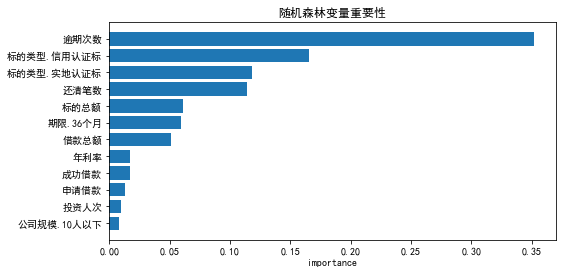 随机森林变量重要性
逾期次数
标的类型.信用认证标
标的类型.实地认证标
还清笔数
标的总额
期限.36个月
借款总额
年利率
成功借款
申请借款
投资人次
公司规模.10人以下
0.00 0.05 0.10 0.15 0.20 0.25 0.30 0.35
importance